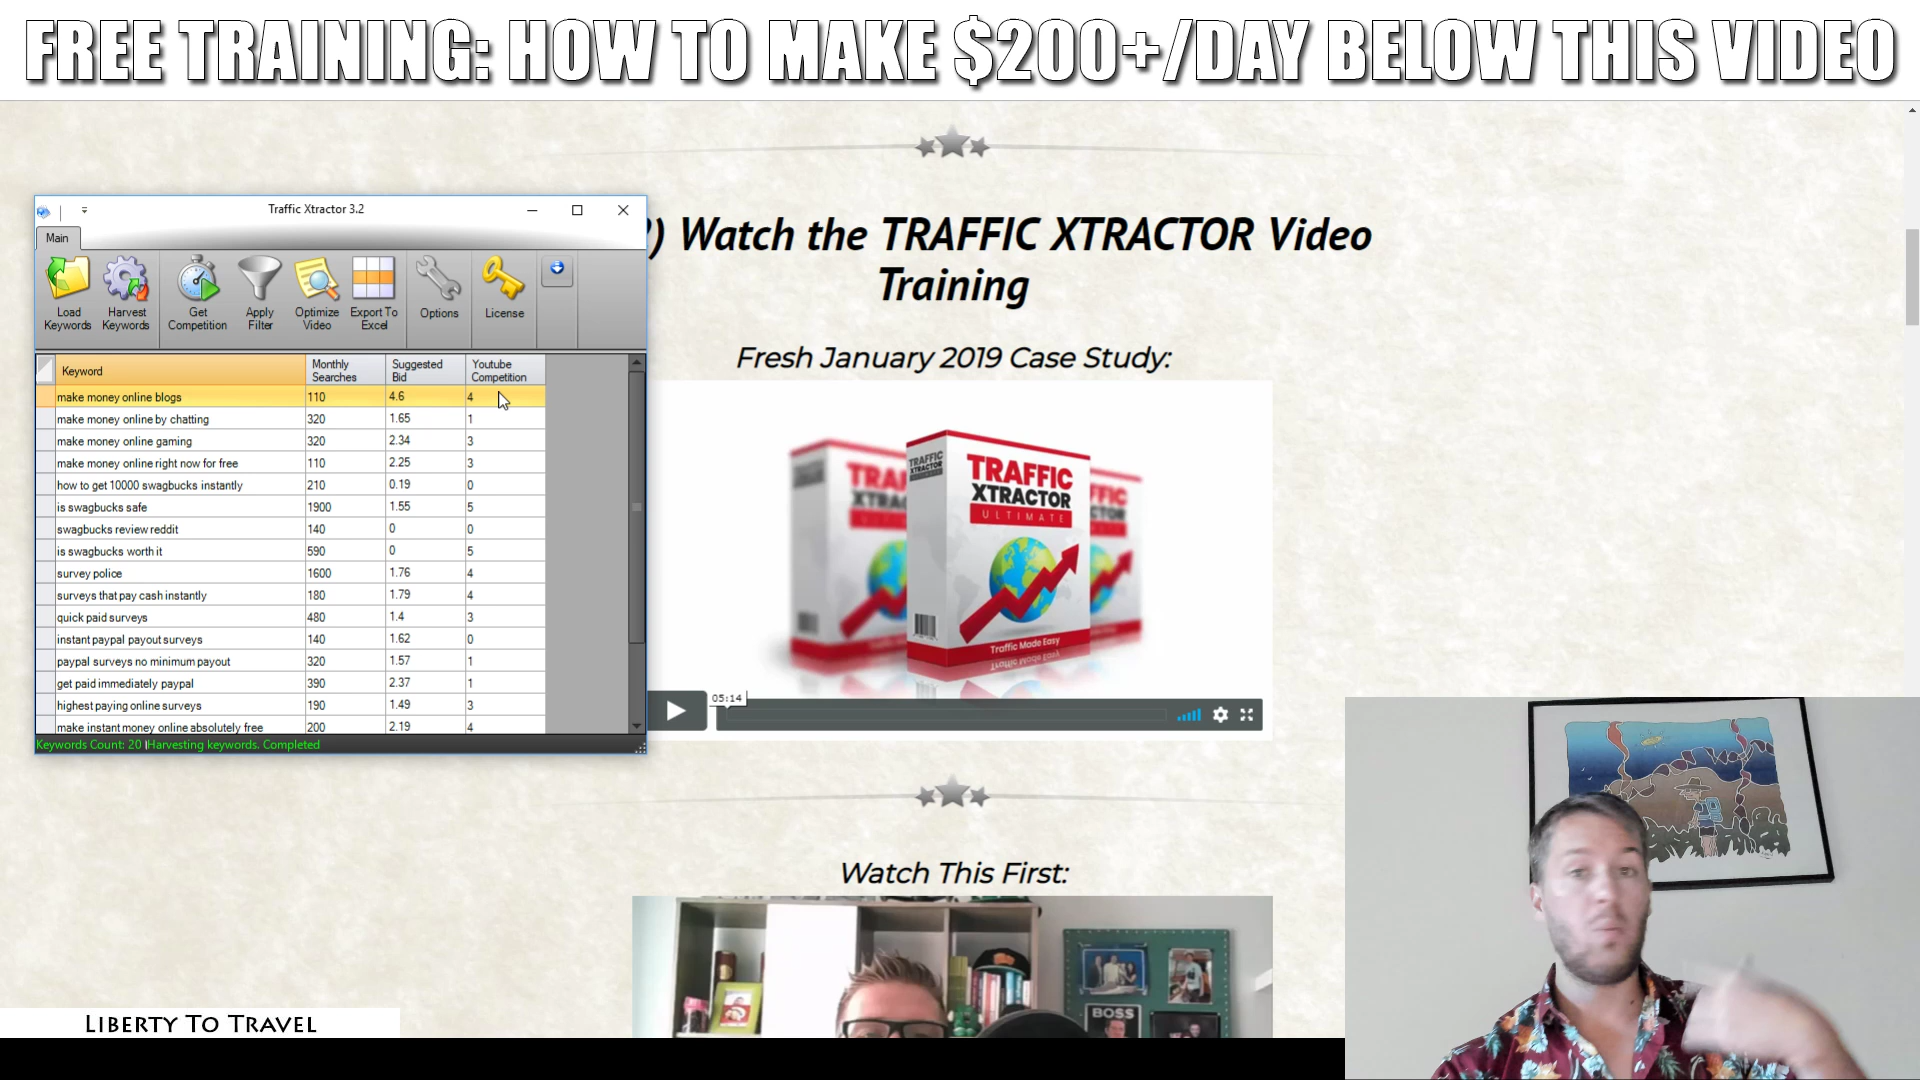 FREE TRAINING: HOW TO MAKE $200+/DAY BELOW THIS VIDEO
) Watch the TRAFFIC XTRACTOR Video
Training
Fresh January 2019 Case Study:
Traffic Xtractor 3.2
Main
Load Keywords
Harvest Keywords
Get Competition
Apply Filter
Optimize Video
Export To Excel
Options
License
Keyword Monthly Searches Suggested Bid Youtube Competition
make money online blogs 110 4.6 4
make money online by chatting 320 1.65 1
make money online gaming 320 2.34 3
make money online right now for free 110 2.25 3
how to get 10000 swagbucks instantly 210 0.19 0
is swagbucks safe 1900 1.55 5
swagbucks review reddit 140 0 0
is swagbucks worth it 590 0 5
survey police 1600 1.76 4
surveys that pay cash instantly 180 1.79 4
quick paid surveys 480 1.4 3
instant paypal payout surveys 140 1.62 0
paypal surveys no minimum payout 320 1.57 1
get paid immediately paypal 390 2.37 1
highest paying online surveys 190 1.49 3
make instant money online absolutely free 200 2.19 4
Keywords Count: 20 Harvesting keywords. Completed
TRAFFIC
XTRACTOR
TRAFFIC
XTRACTOR
ULTIMATE
Traffic Made Easy
05:14
Watch This First:
BOSS
LIBERTY TO TRAVEL